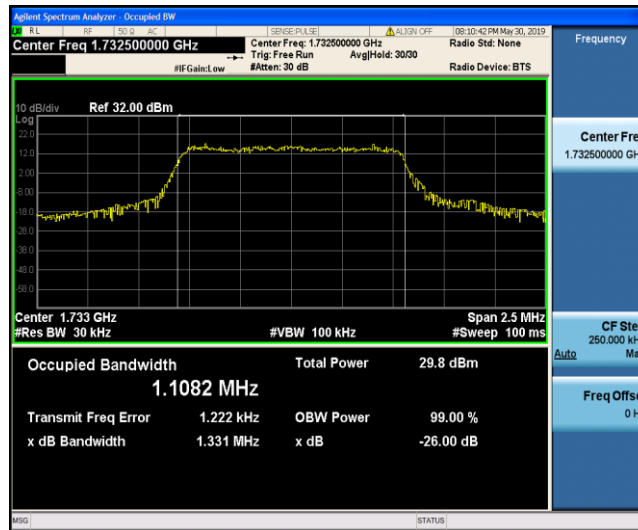 Agilent Spectrum Analyzer - Occupied BW
RL RF 50 Ω AC SENSE:PULSE ALIGN OFF 08:10:42 PM May 30, 2019
Center Freq 1.732500000 GHz Center Freq: 1.732500000 GHz Radio Std: None
Trig: Free Run Avg|Hold: 30/30
#IFGain:Low #Atten: 30 dB Radio Device: BTS
Frequency
10 dB/div Ref 32.00 dBm
Log
22.0
12.0
2.00
-8.00
-18.0
-28.0
-38.0
-48.0
-58.0
Center 1.733 GHz Span 2.5 MHz
#Res BW 30 kHz #VBW 100 kHz #Sweep 100 ms
Occupied Bandwidth Total Power 29.8 dBm
1.1082 MHz
Transmit Freq Error 1.222 kHz OBW Power 99.00 %
x dB Bandwidth 1.331 MHz x dB -26.00 dB
Center Fre
1.732500000 GH
CF Ste
250.000 kH
Auto Ma
Freq Offse
0 H
MSG STATUS